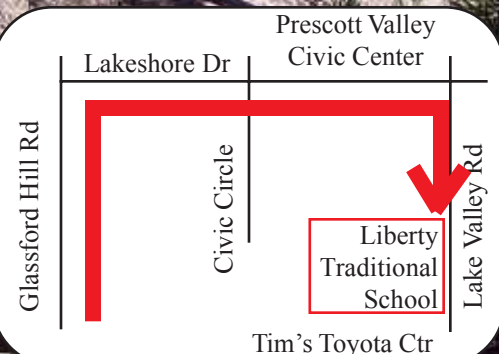 Prescott Valley
Civic Center
Lakeshore Dr
Glassford Hill Rd
Civic Circle
Lake Valley Rd
Liberty
Traditional
School
Tim's Toyota Ctr